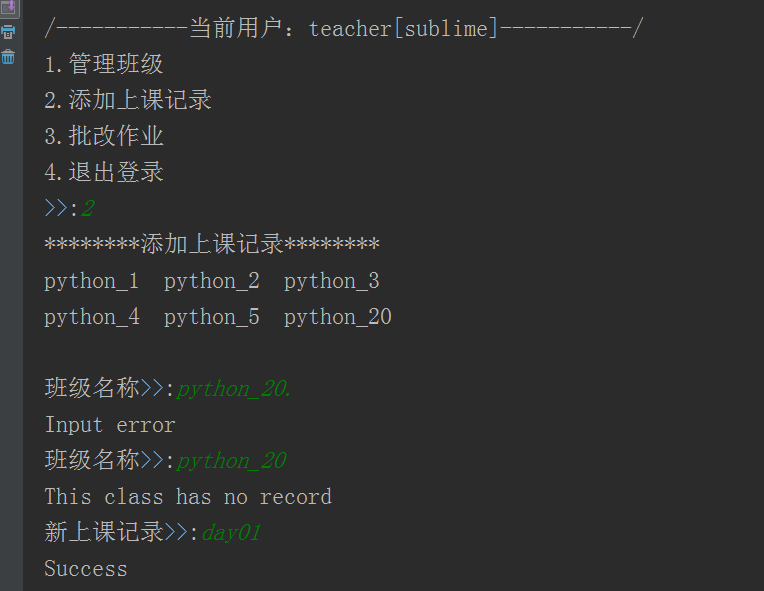 /-----------当前用户：teacher[sublime]-----------/
1.管理班级
2.添加上课记录
3.批改作业
4.退出登录
>>:2
********添加上课记录********
python_1  python_2  python_3
python_4  python_5  python_20
班级名称>>:python_20.
Input error
班级名称>>:python_20
This class has no record
新上课记录>>:day01
Success